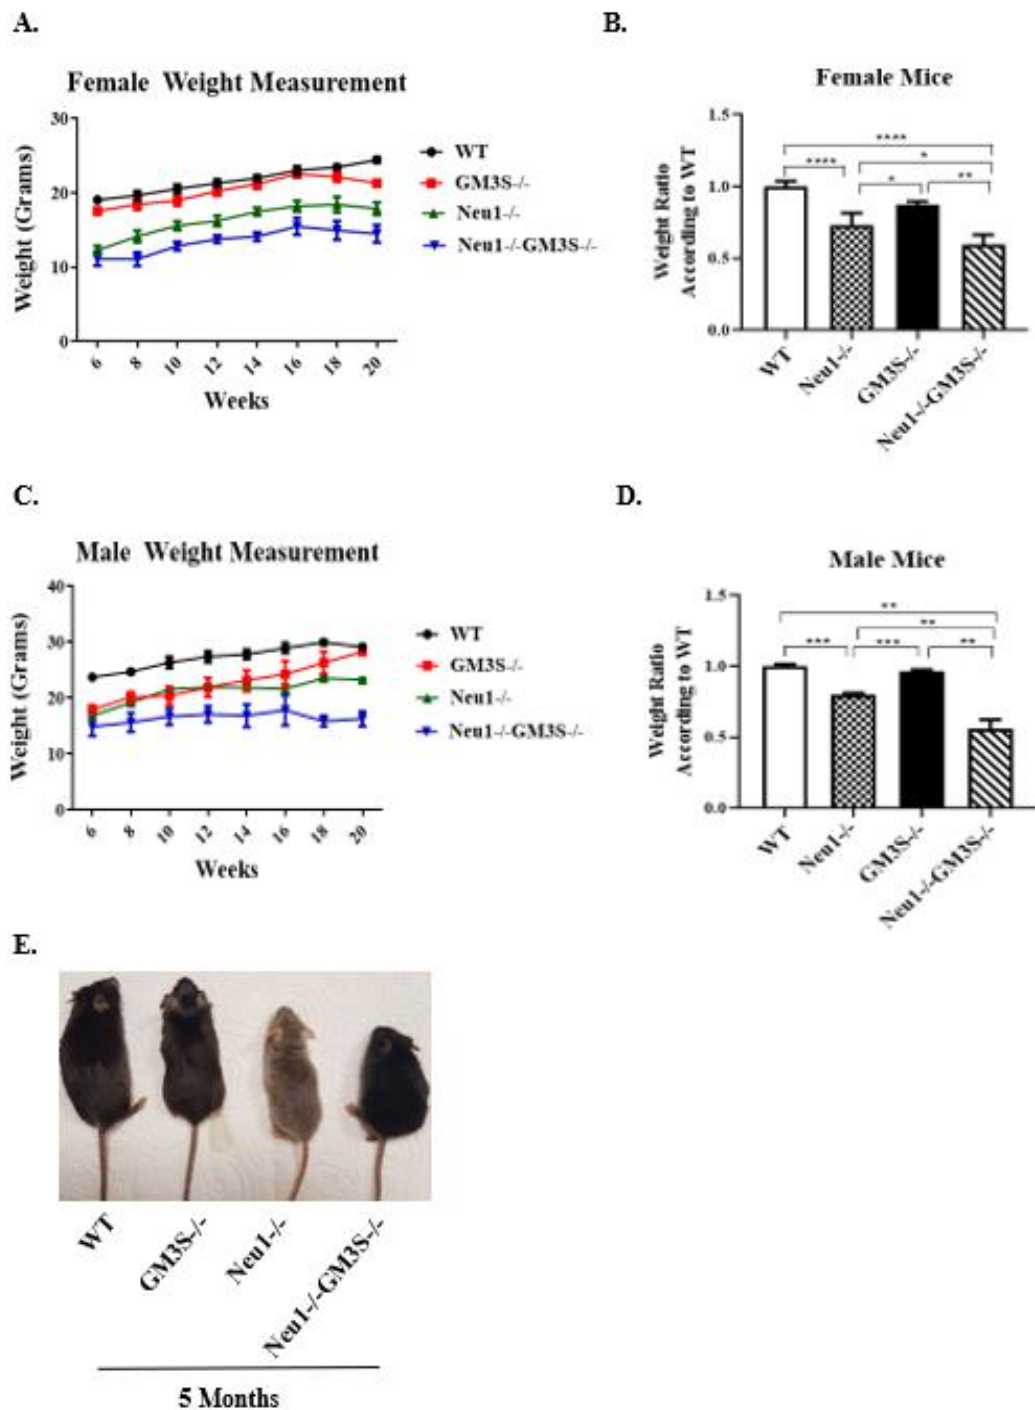 A.
Female Weight Measurement
Weight (Grams)
30
20
10
0
6 8 10 12 14 16 18 20
Weeks
WT
GM3S-/-
Neu1-/-
Neu1-/-GM3S-/-
B.
Female Mice
Weight Ratio
According to WT
1.5
1.0
0.5
0.0
****
*
**** * **
WT Neu1-/- GM3S-/- Neu1-/-GM3S-/-
C.
Male Weight Measurement
Weight (Grams)
40
30
20
10
0
6 8 10 12 14 16 18 20
Weeks
WT
GM3S-/-
Neu1-/-
Neu1-/-GM3S-/-
D.
Male Mice
Weight Ratio
According to WT
1.5
1.0
0.5
0.0
**
**
*** *** **
WT Neu1-/- GM3S-/- Neu1-/-GM3S-/-
E.
WT GM3S-/- Neu1-/- Neu1-/-GM3S-/-
5 Months